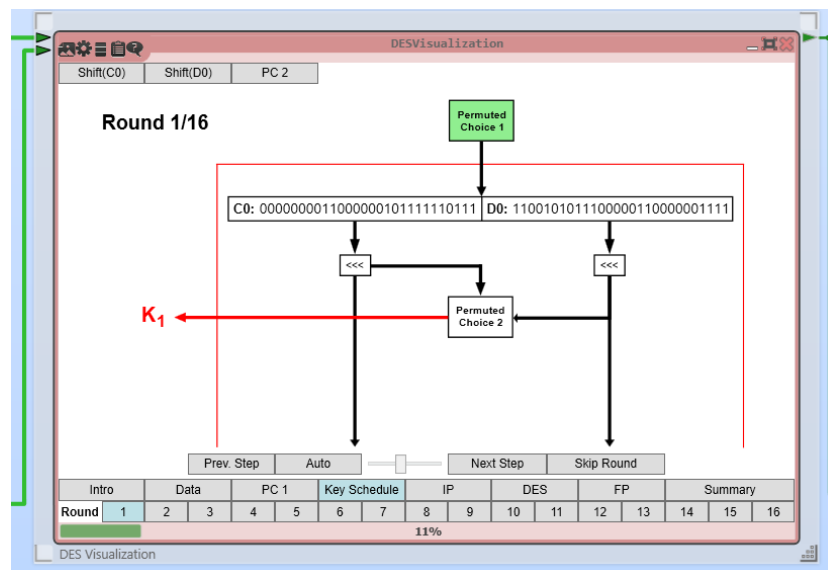 DESVisualization
Shift(C0) Shift(D0) PC 2
Round 1/16
Permuted
Choice 1
C0: 0000000011000000101111110111 D0: 1100101011100000110000001111
<<< <<<
Permuted
Choice 2
K1
Prev. Step Auto Next Step Skip Round
Intro Data PC 1 Key Schedule IP DES FP Summary
Round 1 2 3 4 5 6 7 8 9 10 11 12 13 14 15 16
11%
DES Visualization